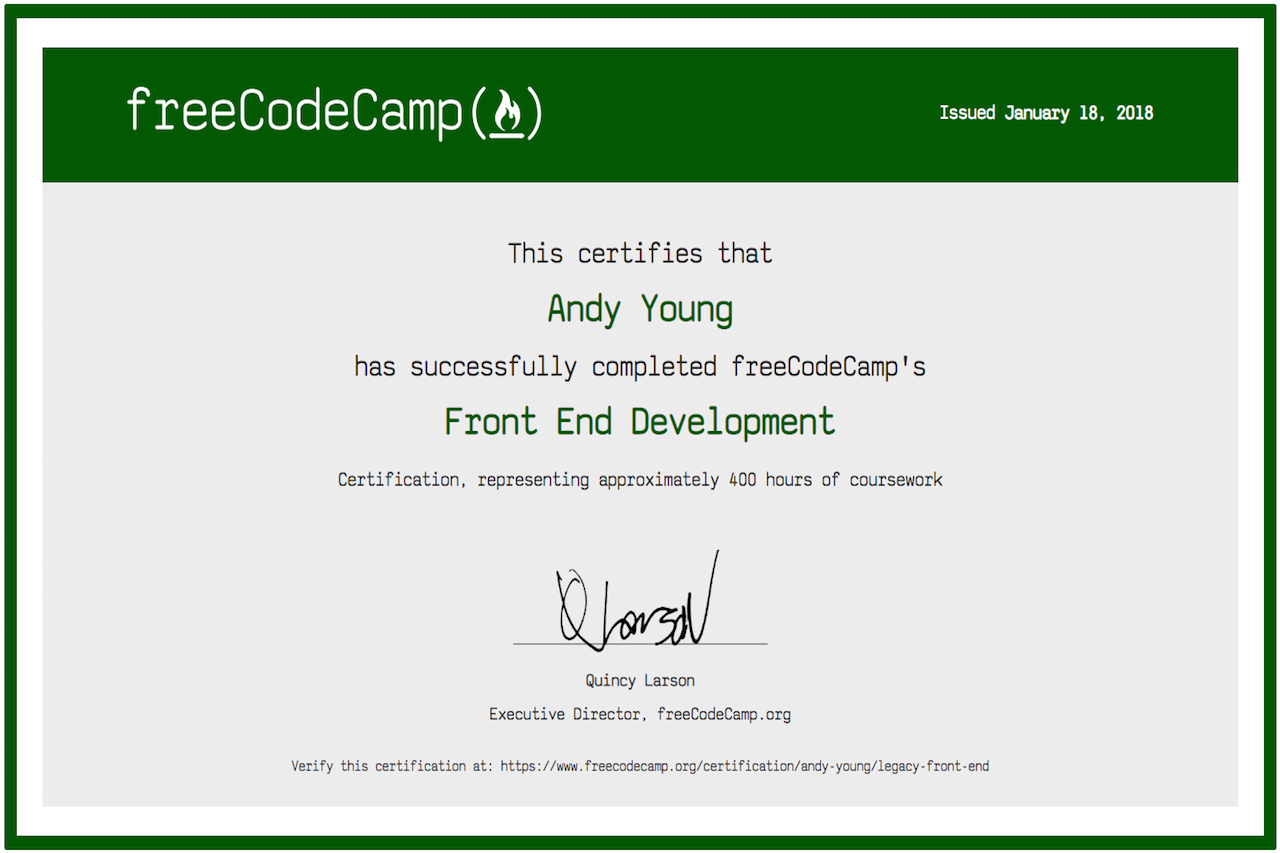 freeCodeCamp()
Issued January 18, 2018
This certifies that
Andy Young
has successfully completed freeCodeCamp's
Front End Development
Certification, representing approximately 400 hours of coursework
Q Larson
Quincy Larson
Executive Director, freeCodeCamp.org
Verify this certification at: https://www.freecodecamp.org/certification/andy-young/legacy-front-end